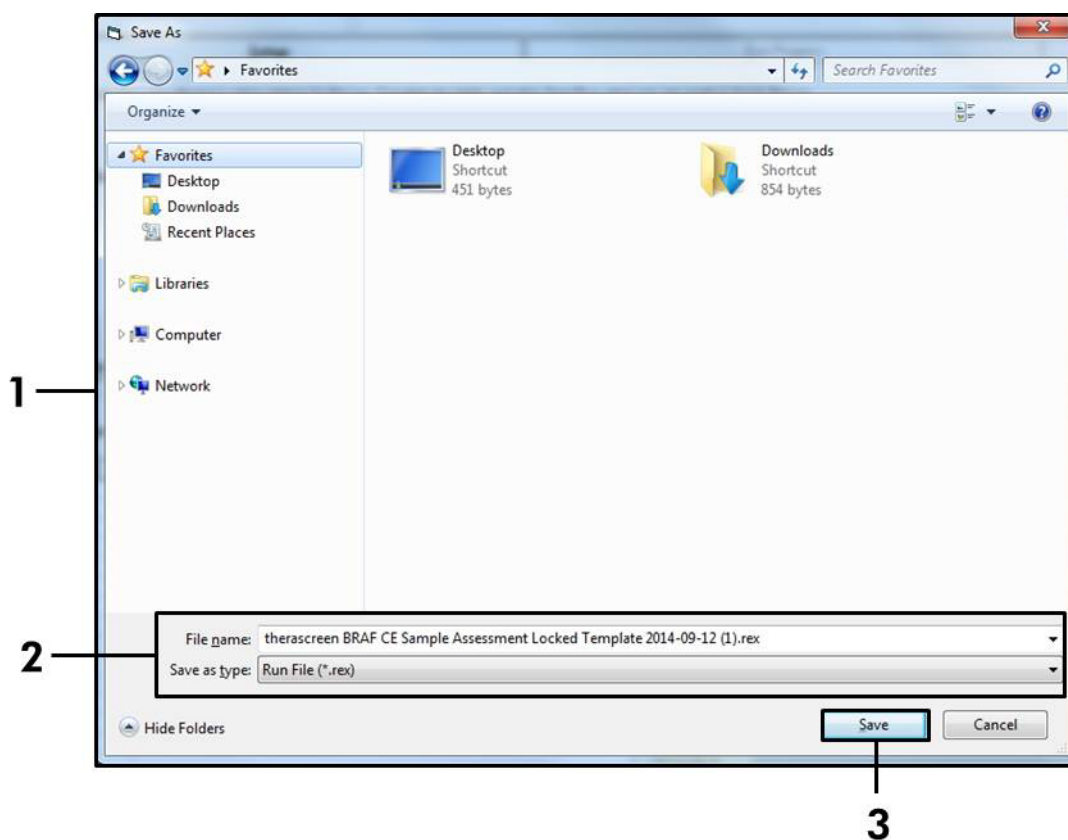 Save As
Favorites
Search Favorites
Organize
Favorites
Desktop
Downloads
Recent Places
Libraries
Computer
Network
Desktop
Shortcut
451 bytes
Downloads
Shortcut
854 bytes
1
2
File name: therascreen BRAF CE Sample Assessment Locked Template 2014-09-12 (1).rex
Save as type: Run File (*.rex)
Hide Folders
Save
Cancel
3